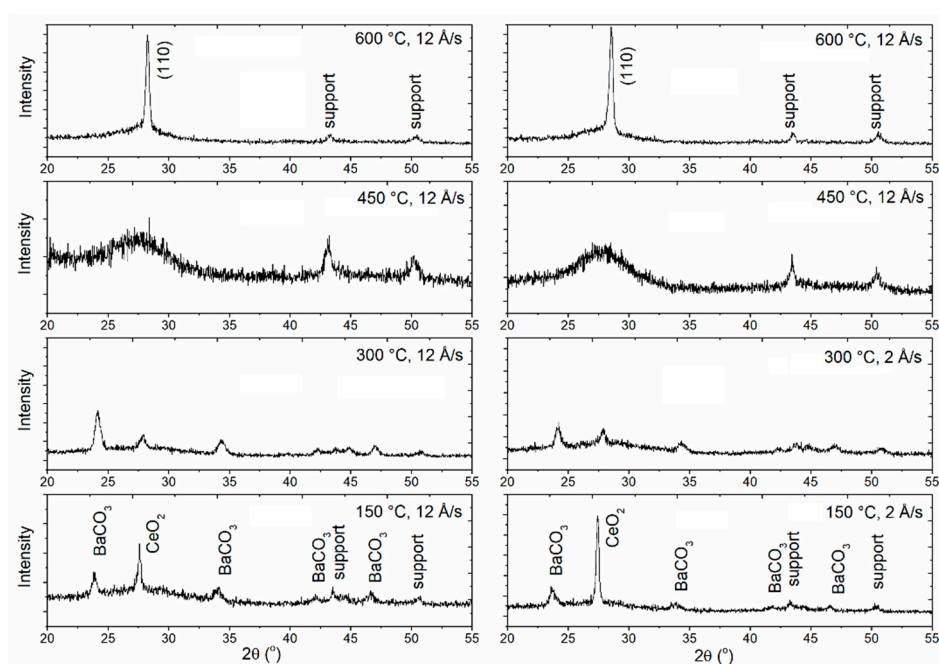 600 °C, 12 Å/s
(110)
support
support
Intensity
20 25 30 35 40 45 50 55
600 °C, 12 Å/s
(110)
support
support
20 25 30 35 40 45 50 55
450 °C, 12 Å/s
Intensity
20 25 30 35 40 45 50 55
450 °C, 12 Å/s
20 25 30 35 40 45 50 55
300 °C, 12 Å/s
Intensity
20 25 30 35 40 45 50 55
300 °C, 2 Å/s
20 25 30 35 40 45 50 55
150 °C, 12 Å/s
BaCO₃
CeO₂
BaCO₃
BaCO₃
support
BaCO₃
support
Intensity
20 25 30 35 40 45 50 55
2θ (°)
150 °C, 2 Å/s
BaCO₃
CeO₂
BaCO₃
BaCO₃
support
BaCO₃
support
20 25 30 35 40 45 50 55
2θ (°)